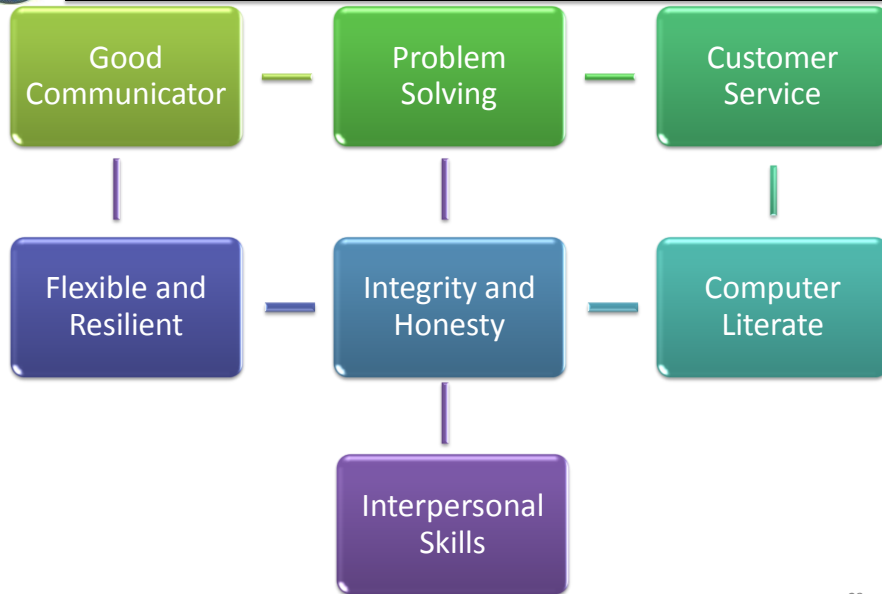 Good
Communicator
Problem
Solving
Customer
Service
Flexible and
Resilient
Integrity and
Honesty
Computer
Literate
Interpersonal
Skills